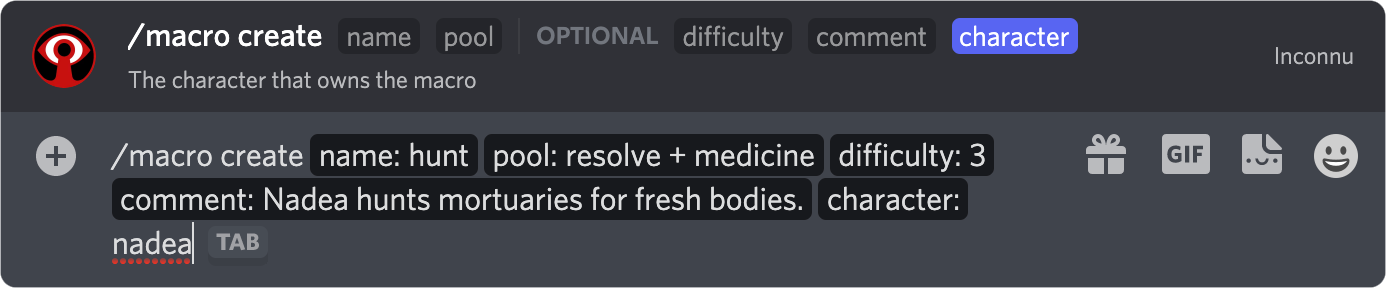 /macro create name pool OPTIONAL difficulty comment character
The character that owns the macro
Inconnu
/macro create name: hunt pool: resolve + medicine difficulty: 3
GIF
comment: Nadea hunts mortuaries for fresh bodies. character:
nadea TAB